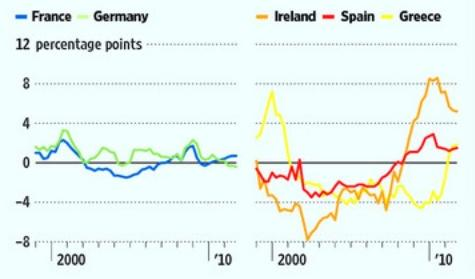 France Germany
Ireland Spain Greece
12 percentage points
8
4
0
−4
−8
2000 '10
2000 '10